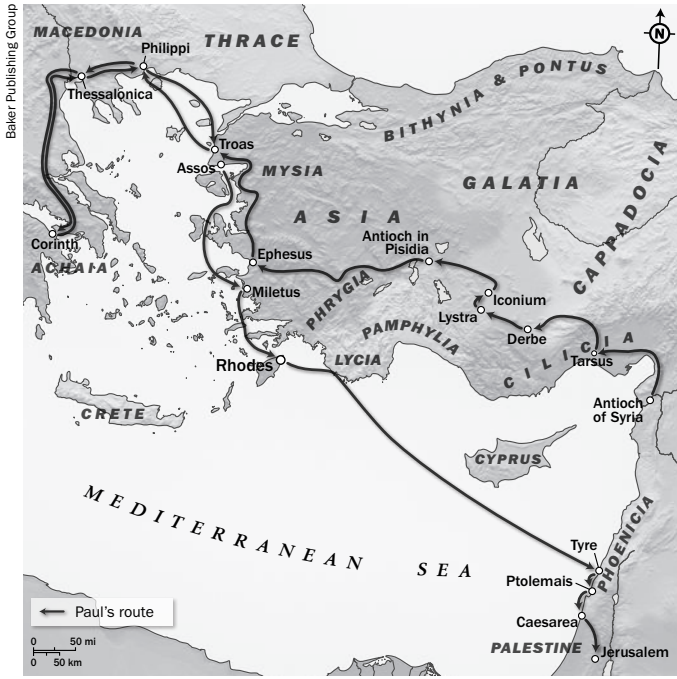 Baker Publishing Group
MACEDONIA
Philippi
THRACE
N
Thessalonica
BITHYNIA & PONTUS
Troas
Assos
MYSIA
GALATIA
CAPPADOCIA
ASIA
Corinth
ACHAIA
Ephesus
Antioch in
Pisidia
Miletus
PHRYGIA
Iconium
Lystra
PAMPHYLIA
Derbe
CILICIA
Tarsus
Rhodes
LYCIA
Antioch
of Syria
CRETE
CYPRUS
MEDITERRANEAN SEA
Tyre
PHOENICIA
Ptolemais
Paul's route
Caesarea
0 50 mi
0 50 km
PALESTINE
Jerusalem